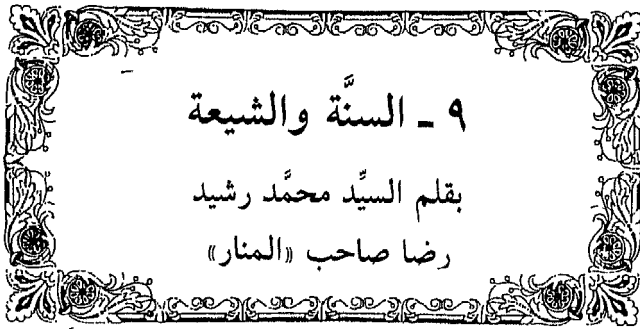 ٩ - السنَّة والشيعة
بقلم السيِّد محمَّد رشيد
رضا صاحب «المنار»